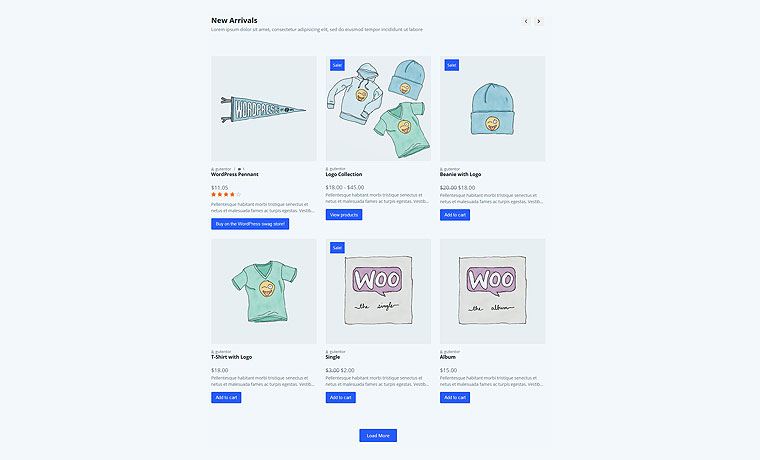 New Arrivals
Lorem ipsum dolor sit amet, consectetur adipisicing elit, sed do eiusmod tempor incididunt ut labore
WORDPRESS
gutentor
WordPress Pennant
$11.05
Pellentesque habitant morbi tristique senectus et
netus et malesuada fames ac turpis egestas. Vestib...
Buy on the WordPress swag store!
Sale!
gutentor
Logo Collection
$18.00 - $45.00
Pellentesque habitant morbi tristique senectus et
netus et malesuada fames ac turpis egestas. Vestib...
View products
Sale!
gutentor
Beanie with Logo
$20.00 $18.00
Pellentesque habitant morbi tristique senectus et
netus et malesuada fames ac turpis egestas. Vestib...
Add to cart
gutentor
T-Shirt with Logo
$18.00
Pellentesque habitant morbi tristique senectus et
netus et malesuada fames ac turpis egestas. Vestib...
Add to cart
Sale!
WOO
the single
gutentor
Single
$3.00 $2.00
Pellentesque habitant morbi tristique senectus et
netus et malesuada fames ac turpis egestas. Vestib...
Add to cart
WOO
the album
gutentor
Album
$15.00
Pellentesque habitant morbi tristique senectus et
netus et malesuada fames ac turpis egestas. Vestib...
Add to cart
Load More